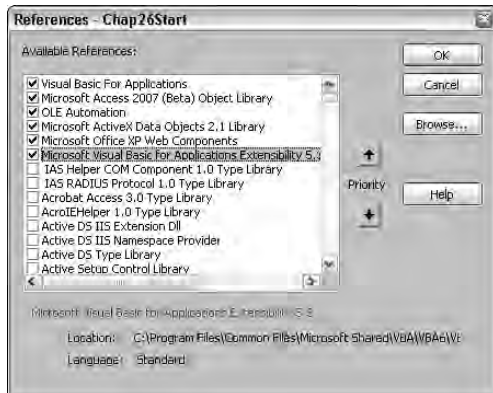 References - Chap26Start
Available References:
OK
Cancel
Browse...
Priority
Help
Visual Basic For Applications
Microsoft Access 2007 (Beta) Object Library
OLE Automation
Microsoft ActiveX Data Objects 2.1 Library
Microsoft Office XP Web Components
Microsoft Visual Basic for Applications Extensibility 5.3
IAS Helper COM Component 1.0 Type Library
IAS RADIUS Protocol 1.0 Type Library
Acrobat Access 3.0 Type Library
AcroIEHelper 1.0 Type Library
Active DS IIS Extension Dll
Active DS IIS Namespace Provider
Active DS Type Library
Active Setup Control Library
Microsoft Visual Basic for Applications Extensibility 5.3
Location: C:\Program Files\Common Files\Microsoft Shared\VBA\VBA6\
Language: Standard